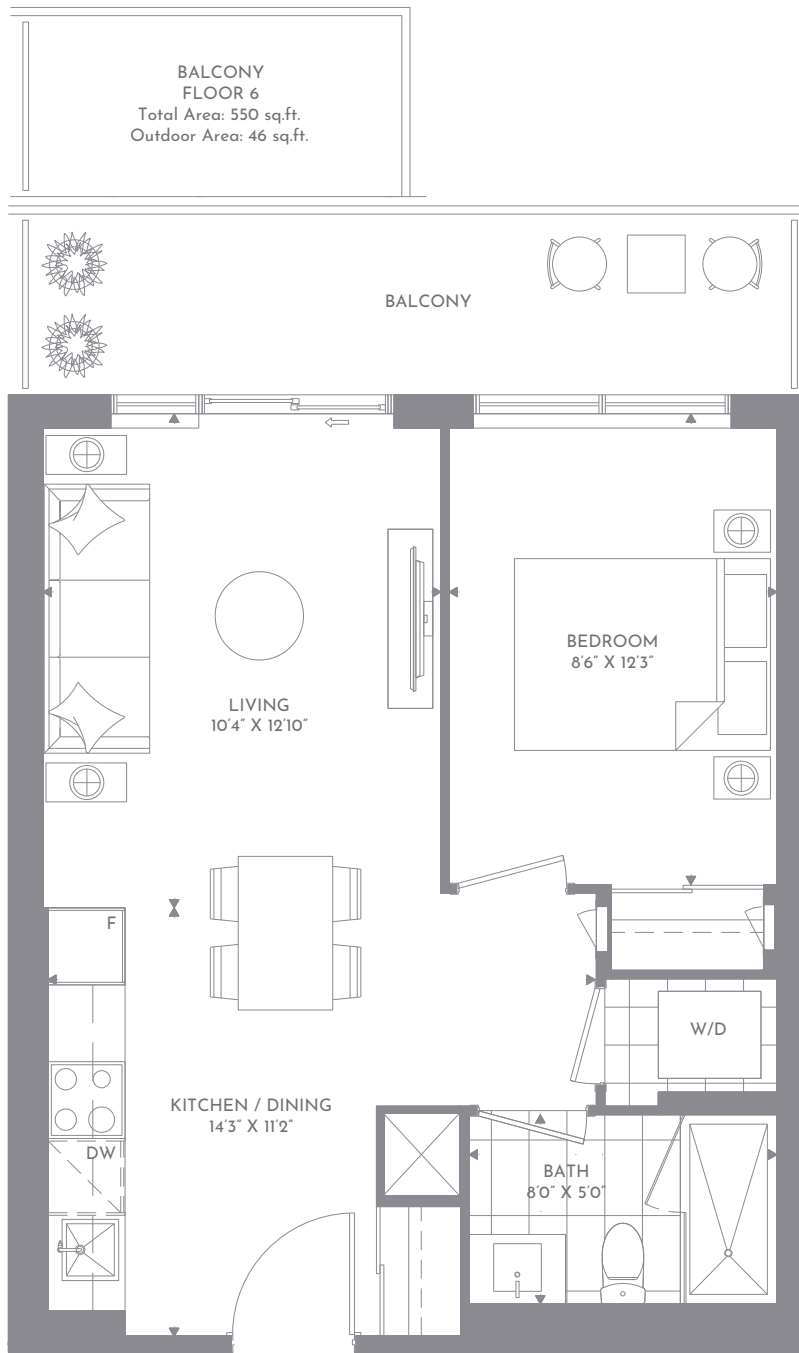 BALCONY
FLOOR 6
Total Area: 550 sq.ft.
Outdoor Area: 46 sq.ft.
BALCONY
BEDROOM
8'6" X 12'3"
LIVING
10'4" X 12'10"
F
W/D
KITCHEN / DINING
14'3" X 11'2"
DW
BATH
8'0" X 5'0"